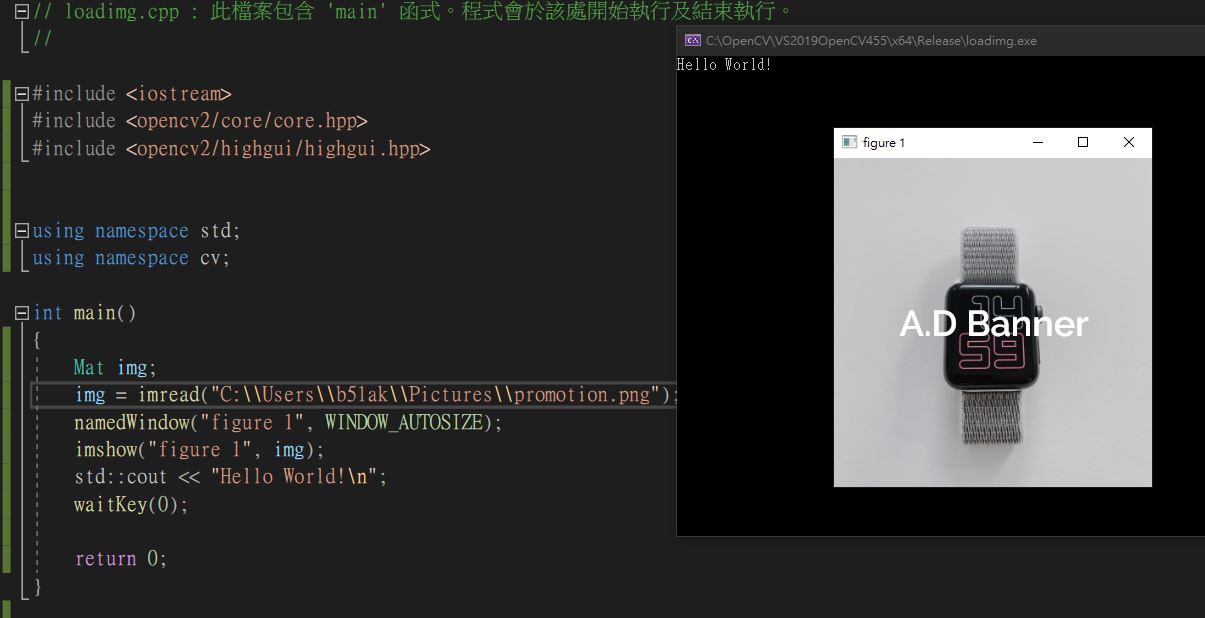 // loadimg.cpp : 此檔案包含 'main' 函式。程式會於該處開始執行及結束執行。
//
#include <iostream>
#include <opencv2/core/core.hpp>
#include <opencv2/highgui/highgui.hpp>
using namespace std;
using namespace cv;
int main()
{
Mat img;
img = imread("C:\\Users\\b5lak\\Pictures\\promotion.png");
namedWindow("figure 1", WINDOW_AUTOSIZE);
imshow("figure 1", img);
std::cout << "Hello World!\n";
waitKey(0);
return 0;
}
C:\OpenCV\VS2019OpenCV455\x64\Release\loadimg.exe
Hello World!
figure 1
14
A.D Banner
59